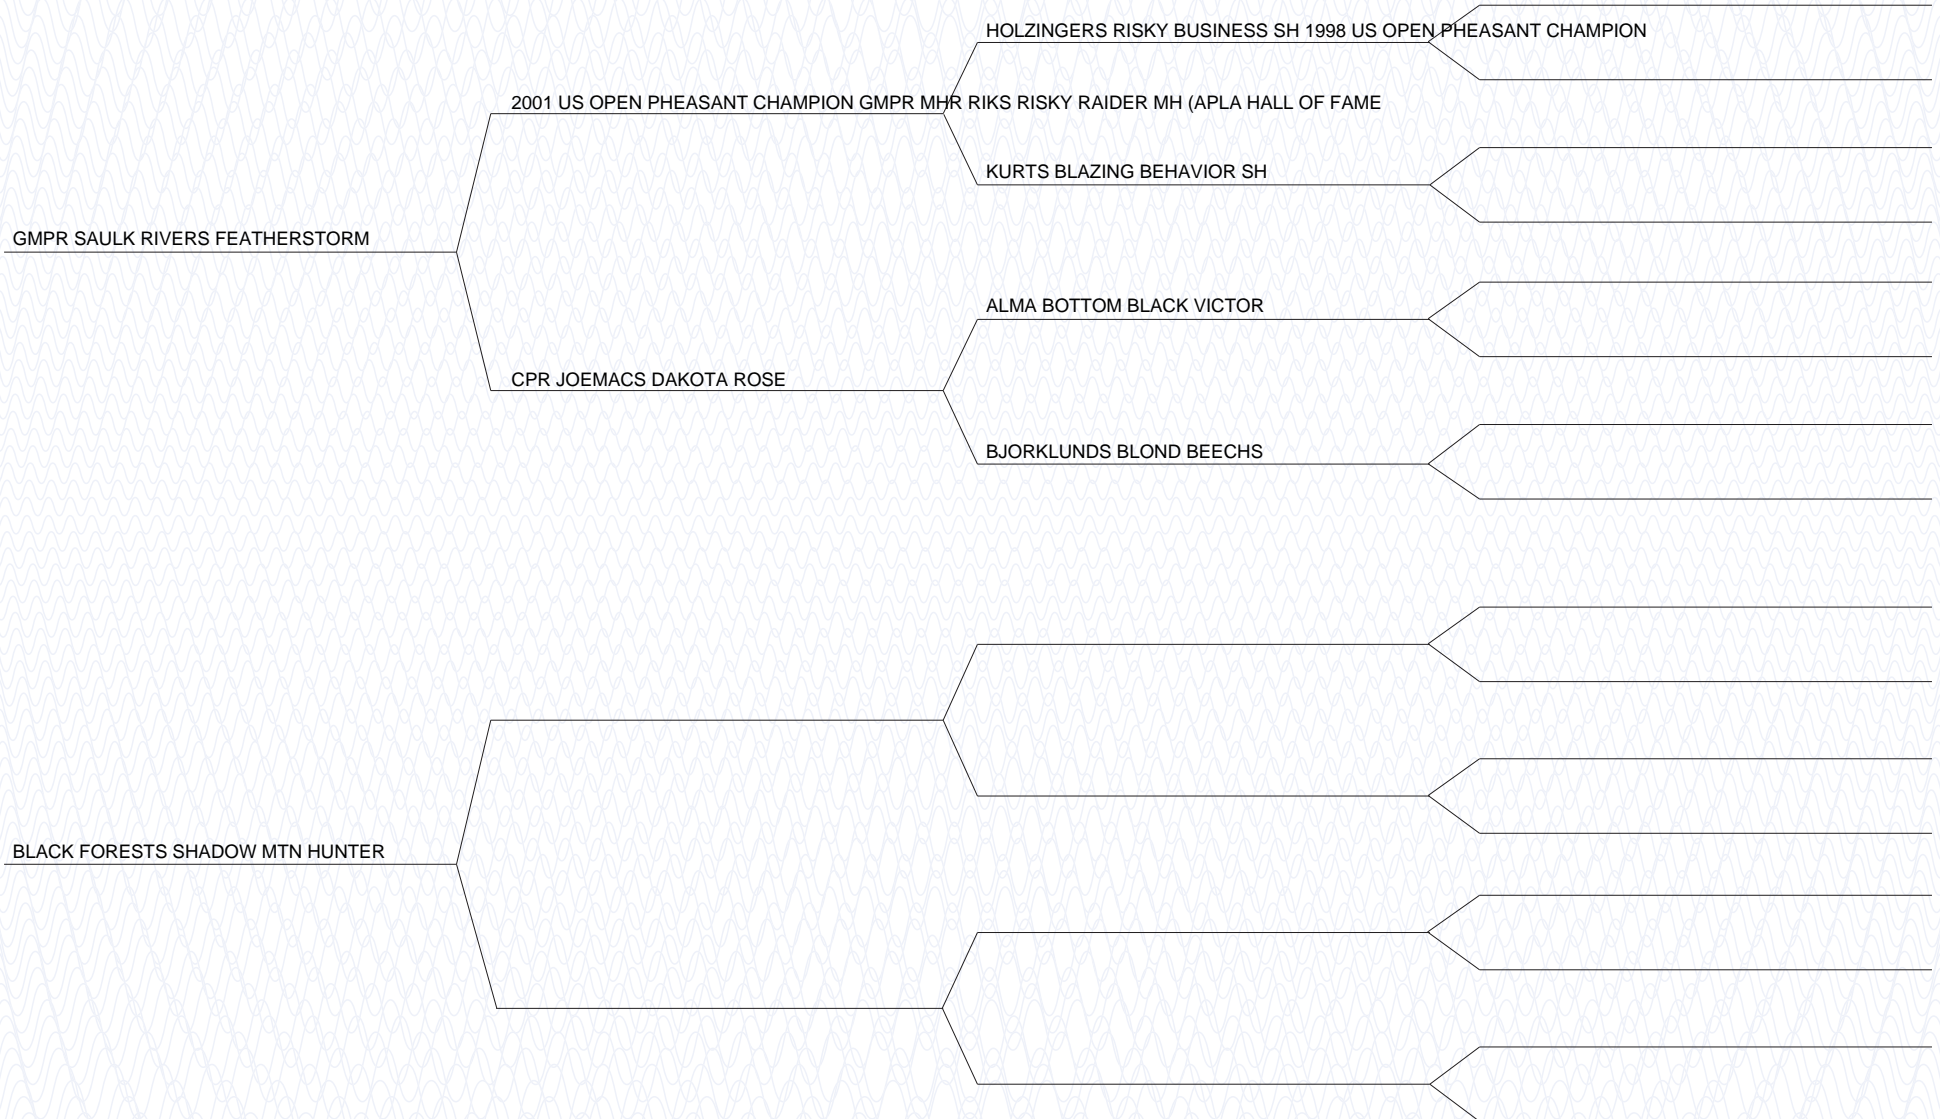 HOLZINGERS RISKY BUSINESS SH 1998 US OPEN PHEASANT CHAMPION
2001 US OPEN PHEASANT CHAMPION GMPR MHR RIKS RISKY RAIDER MH (APLA HALL OF FAME
KURTS BLAZING BEHAVIOR SH
GMPR SAULK RIVERS FEATHERSTORM
ALMA BOTTOM BLACK VICTOR
CPR JOEMACS DAKOTA ROSE
BJORKLUNDS BLOND BEECHS
BLACK FORESTS SHADOW MTN HUNTER